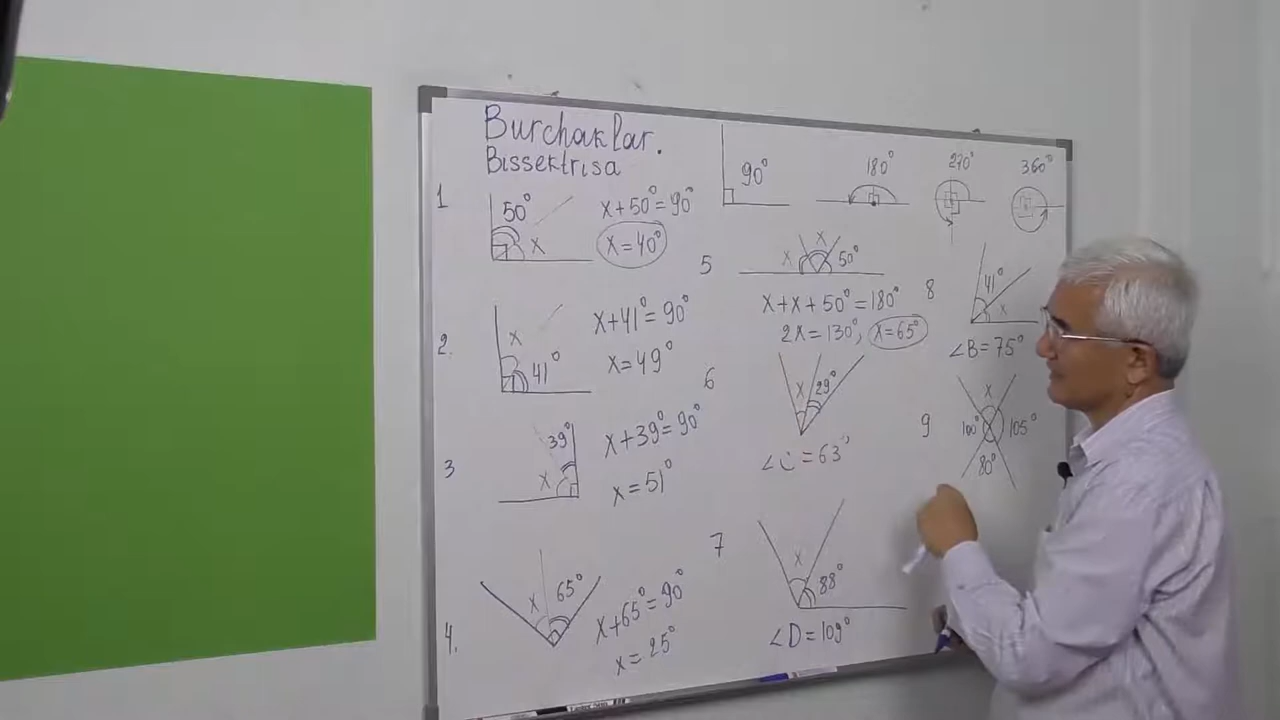 Burchaklar.
Bissektrisa
90°
180°
270°
360°
1
50°
x
x+50°=90°
x=40°
2.
x
41°
x+41°=90°
x=49°
3
39°
x
x+39°=90°
x=51°
4.
x
65°
x+65°=90°
x=25°
5
x
x
50°
x+x+50°=180°
2x=130°, x=65°
6
x
29°
∠C=63°
7
x
88°
∠D=109°
8
41°
x
∠B=75°
9
x
100°
105°
80°